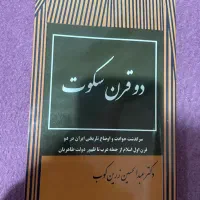 دو قرن سکوت
سرگذشت حوادث و اوضاع تاریخی ایران در دو
قرن اول اسلام از حمله عرب تا ظهور دولت طاهریان
دکتر عبدالحسین زرین کوب